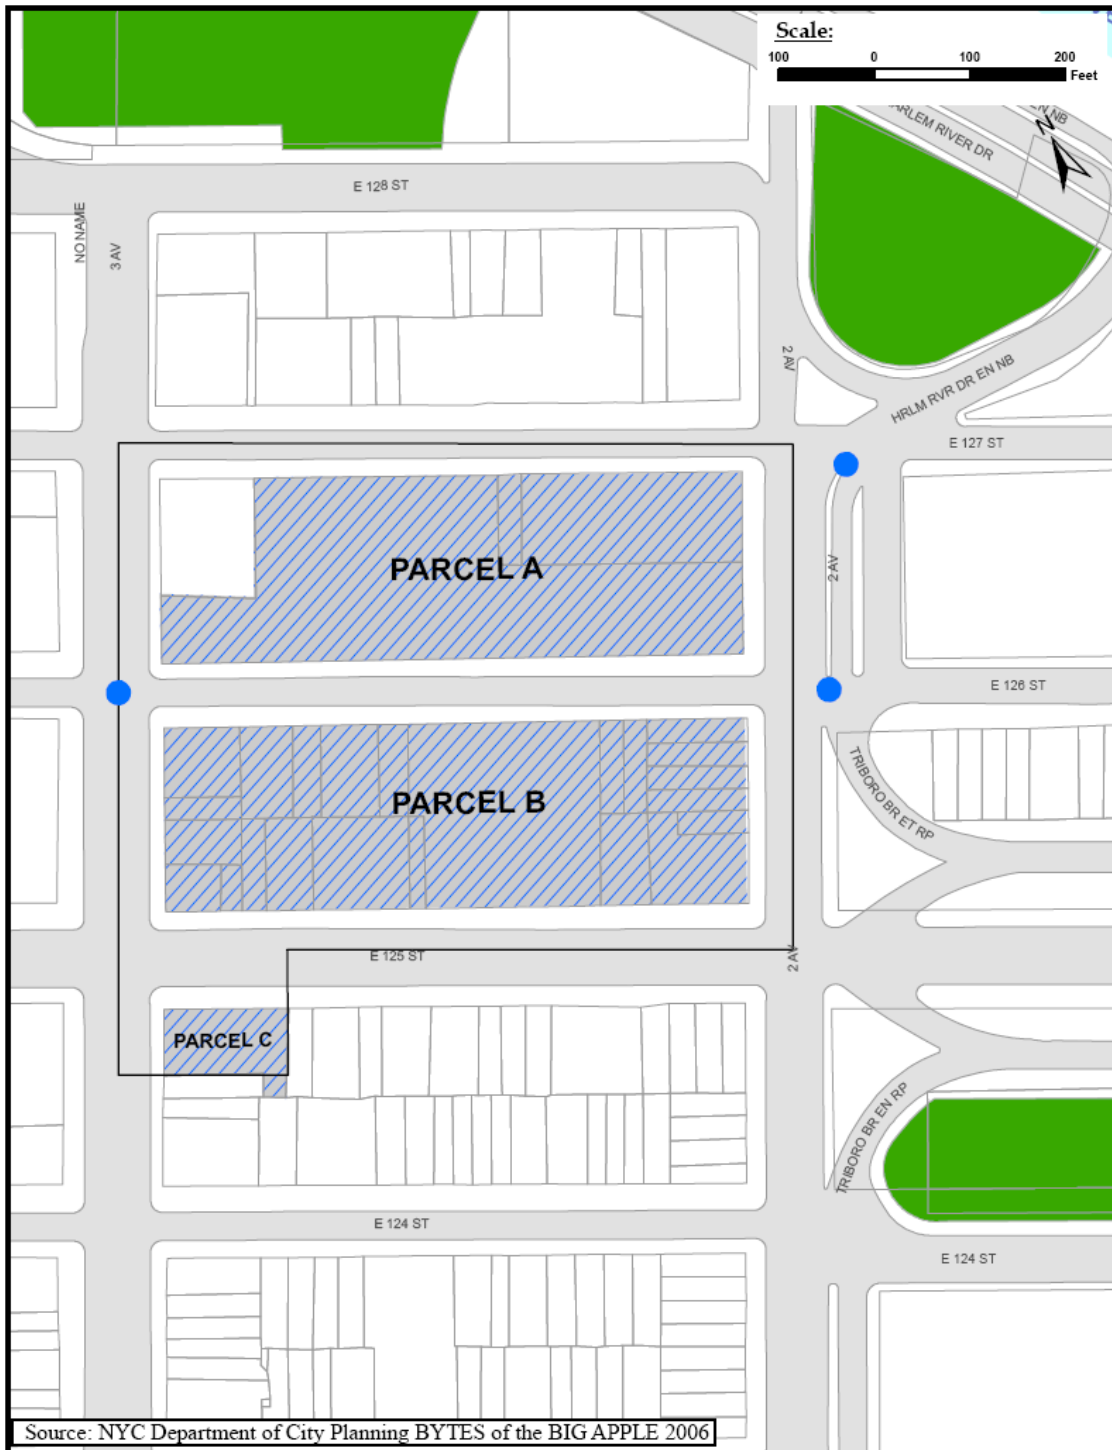 Scale:
100 0 100 200
Feet
EN NB
HARLEM RIVER DR
N
E 128 ST
NO NAME
3 AV
2 AV
HRLM RVR DR EN NB
E 127 ST
PARCEL A
2 AV
E 126 ST
TRIBORO BR ET RP
PARCEL B
E 125 ST
2 AV
PARCEL C
TRIBORO BR EN RP
E 124 ST
E 124 ST
Source: NYC Department of City Planning BYTES of the BIG APPLE 2006